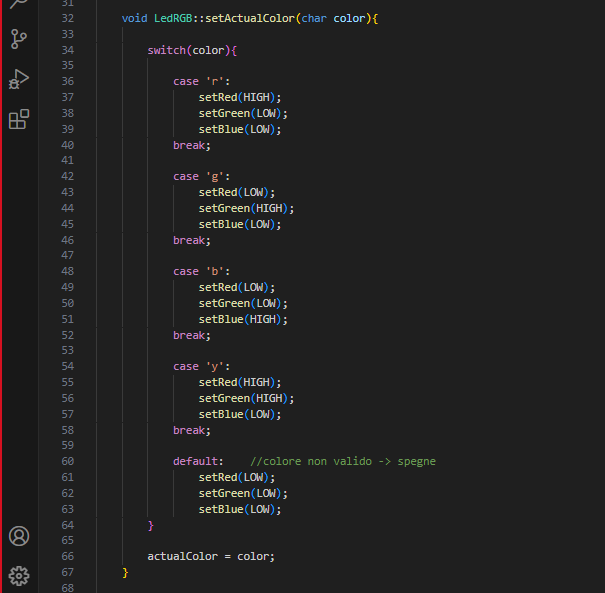 31
32 void LedRGB::setActualColor(char color){
33
34 switch(color){
35
36 case 'r':
37 setRed(HIGH);
38 setGreen(LOW);
39 setBlue(LOW);
40 break;
41
42 case 'g':
43 setRed(LOW);
44 setGreen(HIGH);
45 setBlue(LOW);
46 break;
47
48 case 'b':
49 setRed(LOW);
50 setGreen(LOW);
51 setBlue(HIGH);
52 break;
53
54 case 'y':
55 setRed(HIGH);
56 setGreen(HIGH);
57 setBlue(LOW);
58 break;
59
60 default: //colore non valido -> spegne
61 setRed(LOW);
62 setGreen(LOW);
63 setBlue(LOW);
64 }
65
66 actualColor = color;
67 }
68